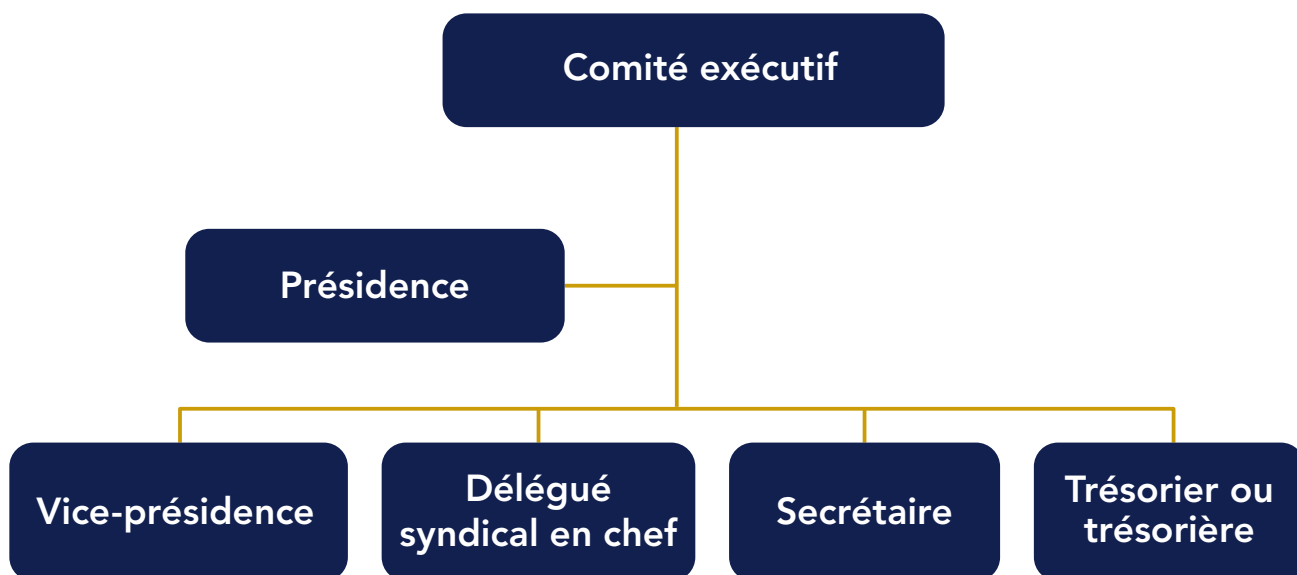 Comité exécutif
Présidence
Vice-présidence
Délégué
syndical en chef
Secrétaire
Trésorier ou
trésorière